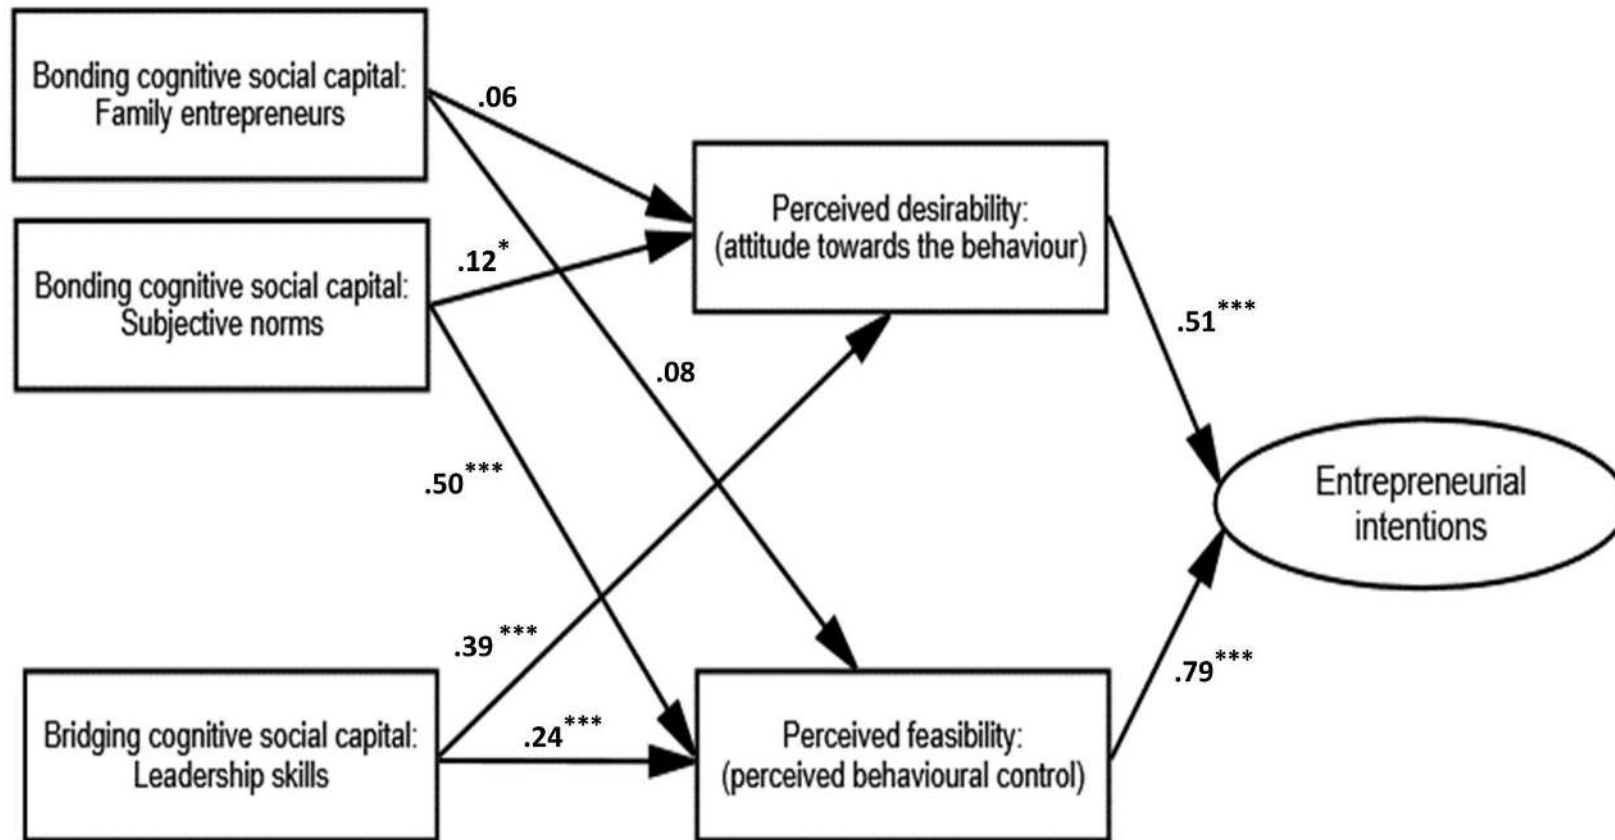 Bonding cognitive social capital:
Family entrepreneurs
.06
Perceived desirability:
(attitude towards the behaviour)
.12*
Bonding cognitive social capital:
Subjective norms
.51***
.08
.50***
Entrepreneurial
intentions
.39 ***
.79***
.24***
Bridging cognitive social capital:
Leadership skills
Perceived feasibility:
(perceived behavioural control)